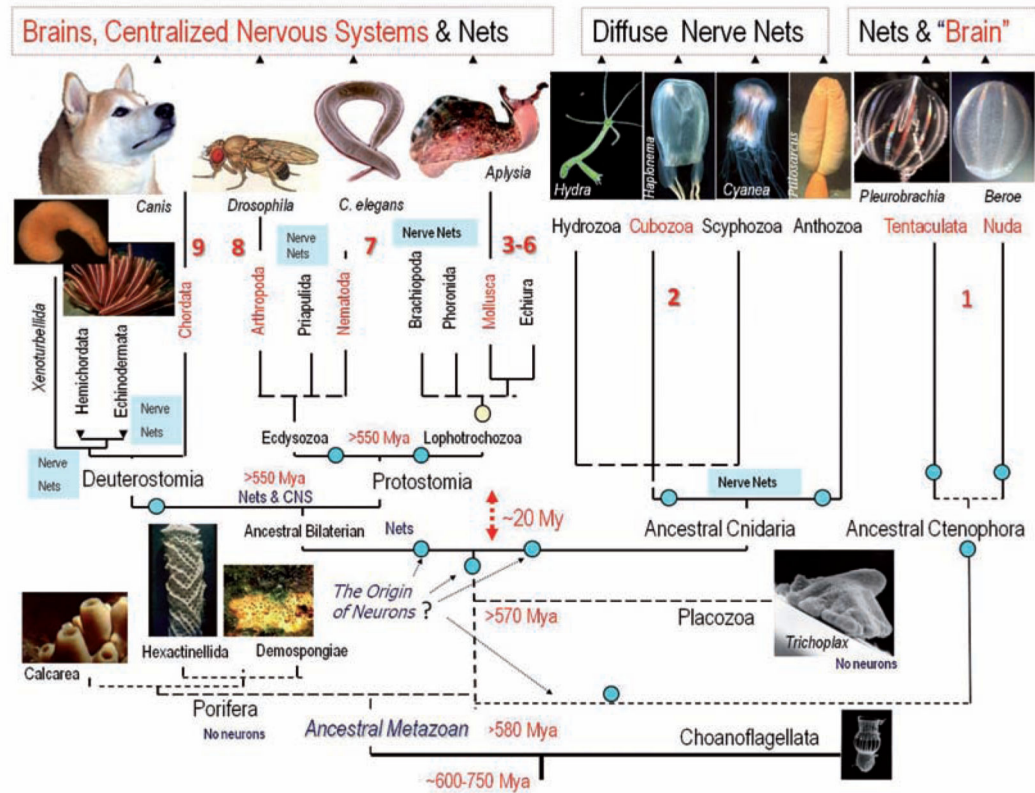 Brains, Centralized Nervous Systems & Nets
Diffuse Nerve Nets
Nets & "Brain"
Canis
Drosophila
C. elegans
Aplysia
Hydra
Haplonema
Cyanea
Ptilosarcus
Pleurobrachia
Beroe
Hydrozoa
Cubozoa
Scyphozoa
Anthozoa
Tentaculata
Nuda
9
8
7
3-6
2
1
Nerve
Nets
Nerve Nets
Xenoturbellida
Hemichordata
Echinodermata
Chordata
Arthropoda
Priapulida
Nematoda
Brachiopoda
Phoronida
Mollusca
Echiura
Nerve
Nets
Nerve
Nets
Ecdysozoa
>550 Mya
Lophotrochozoa
Deuterostomia
>550 Mya
Nets & CNS
Protostomia
Nerve Nets
~20 My
Ancestral Bilaterian
Nets
Ancestral Cnidaria
Ancestral Ctenophora
The Origin
of Neurons ?
>570 Mya
Placozoa
Trichoplax
No neurons
Calcarea
Hexactinellida
Demospongiae
Porifera
No neurons
Ancestral Metazoan
>580 Mya
Choanoflagellata
~600-750 Mya